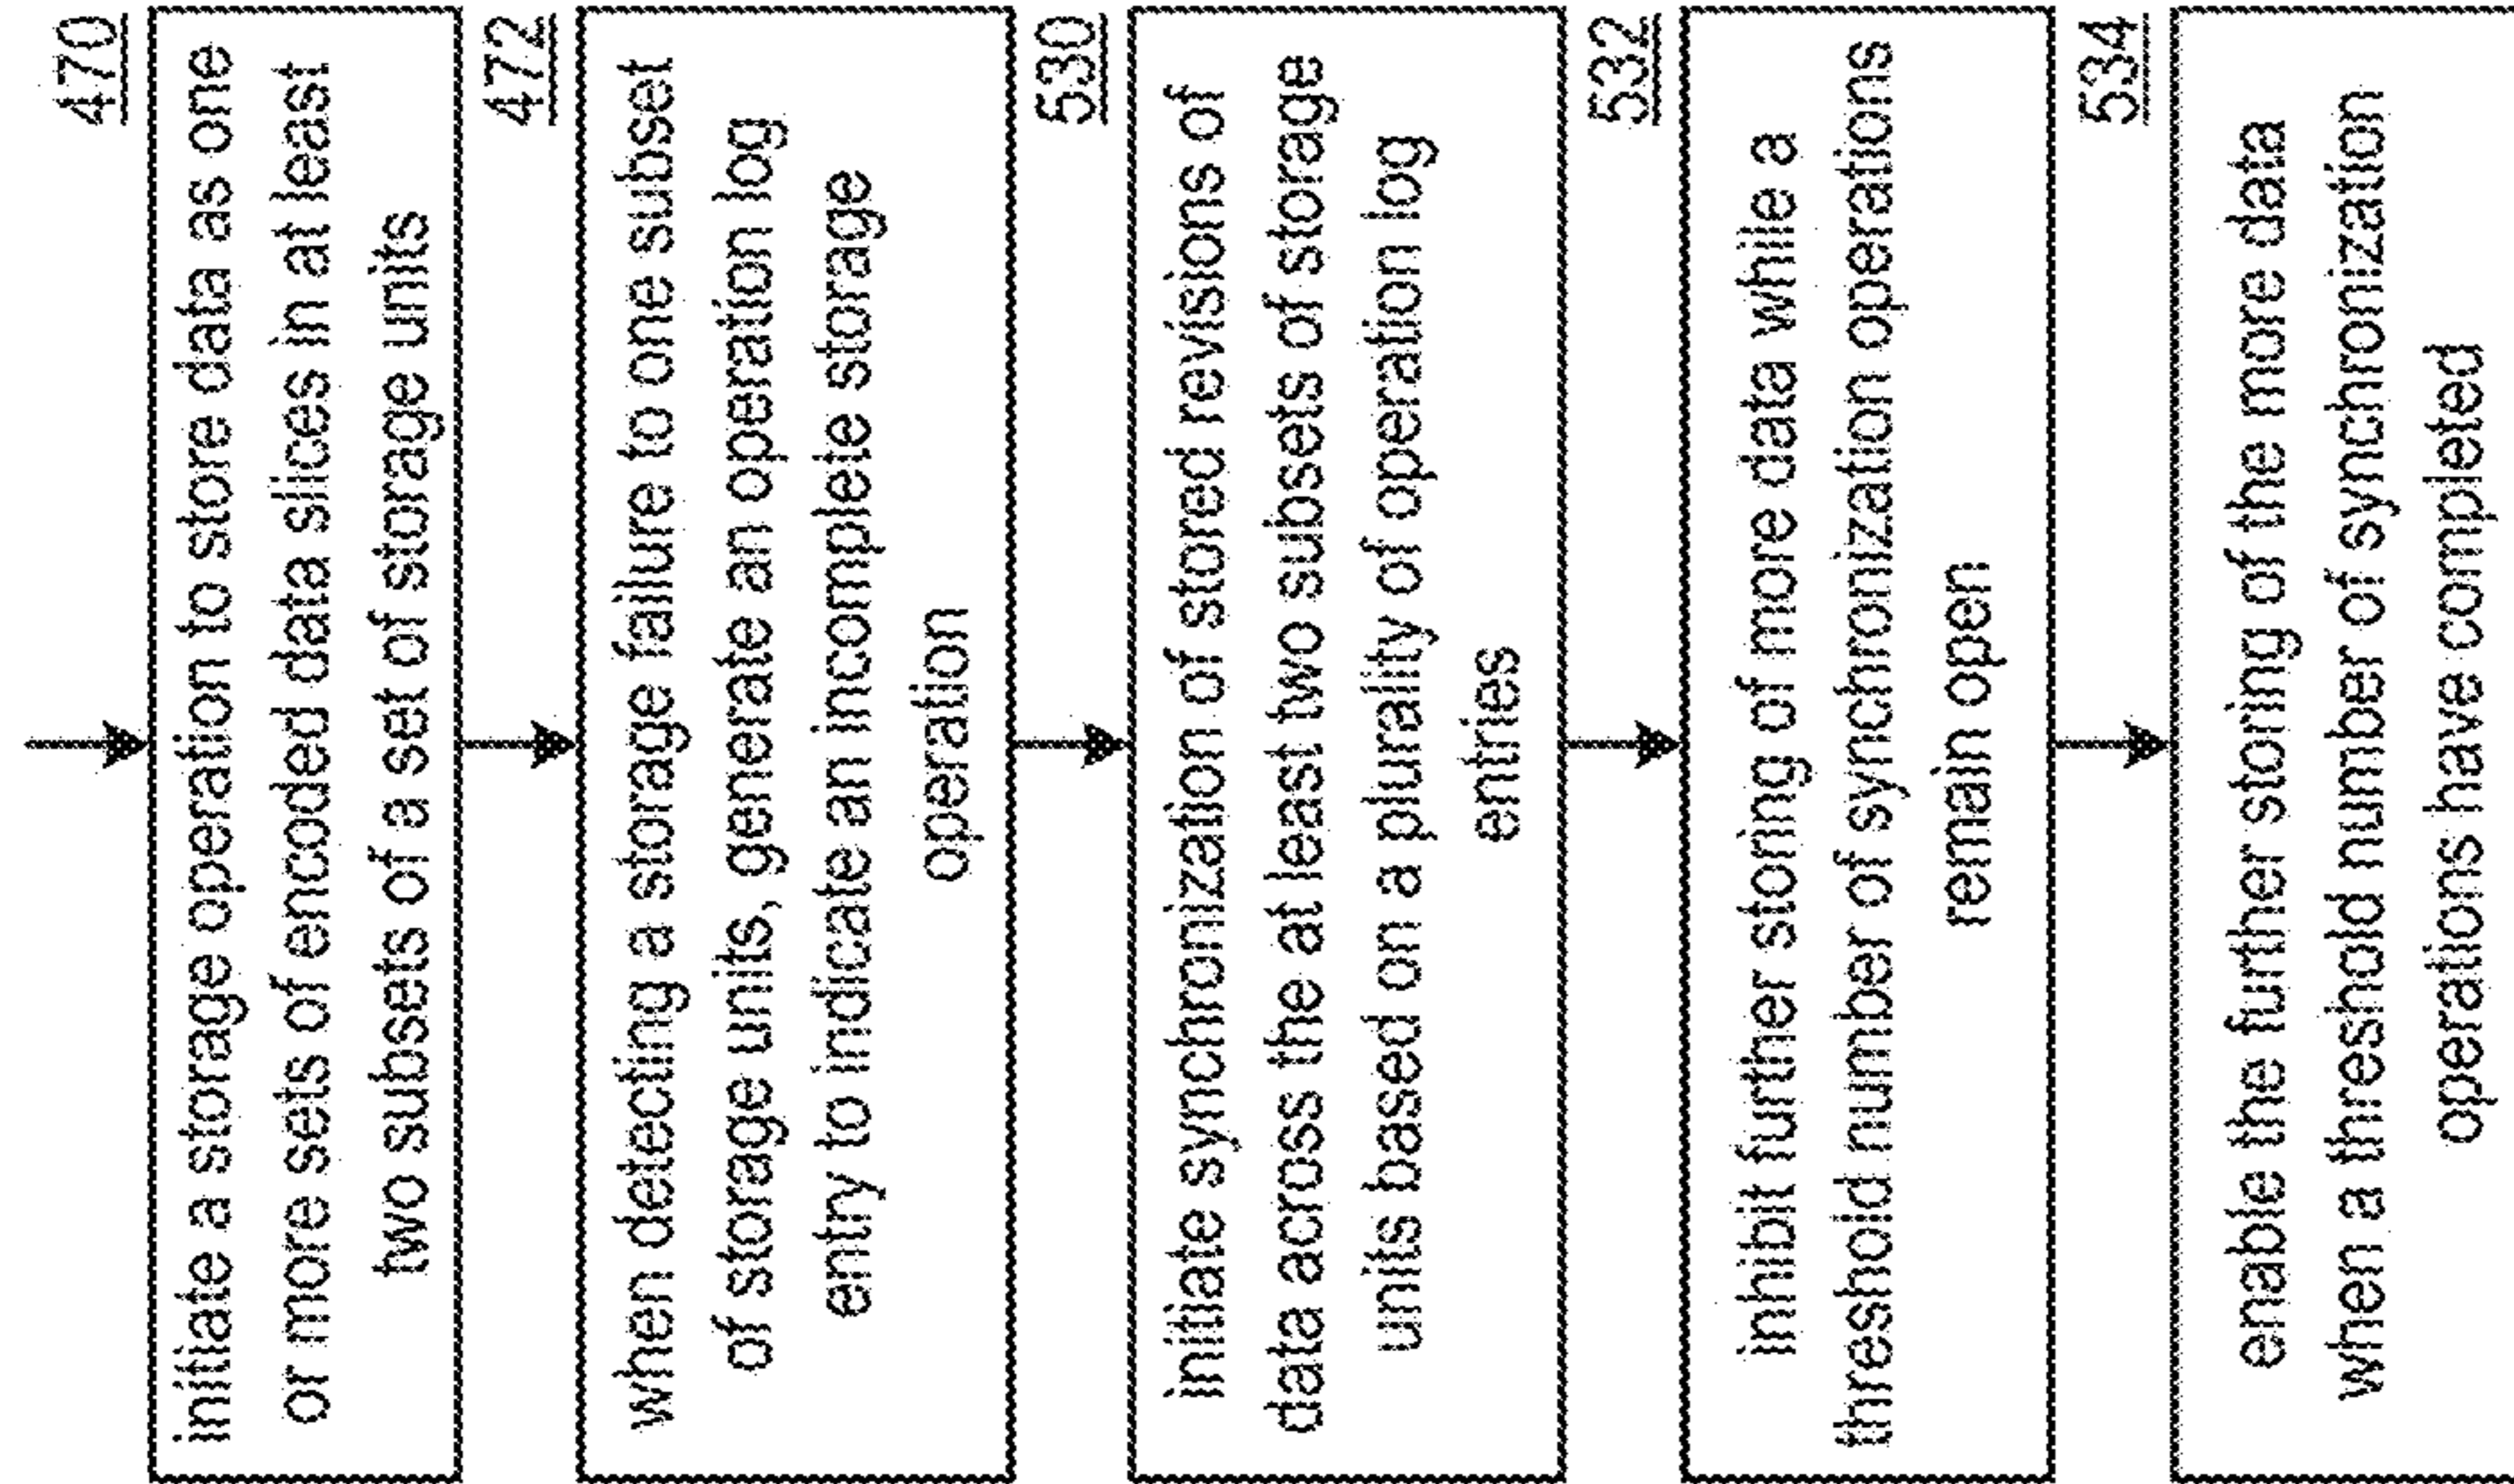 470
initiate a storage operation to store data as one
or more sets of encoded data slices in at least
two subsets of a set of storage units
472
when detecting a storage failure to one subset
of storage units, generate an operation log
entry to indicate an incomplete storage
operation
530
initiate synchronization of stored revisions of
data across the at least two subsets of storage
units based on a plurality of operation log
entries
532
inhibit further storing of more data while a
threshold number of synchronization operations
remain open
534
enable the further storing of the more data
when a threshold number of synchronization
operations have completed